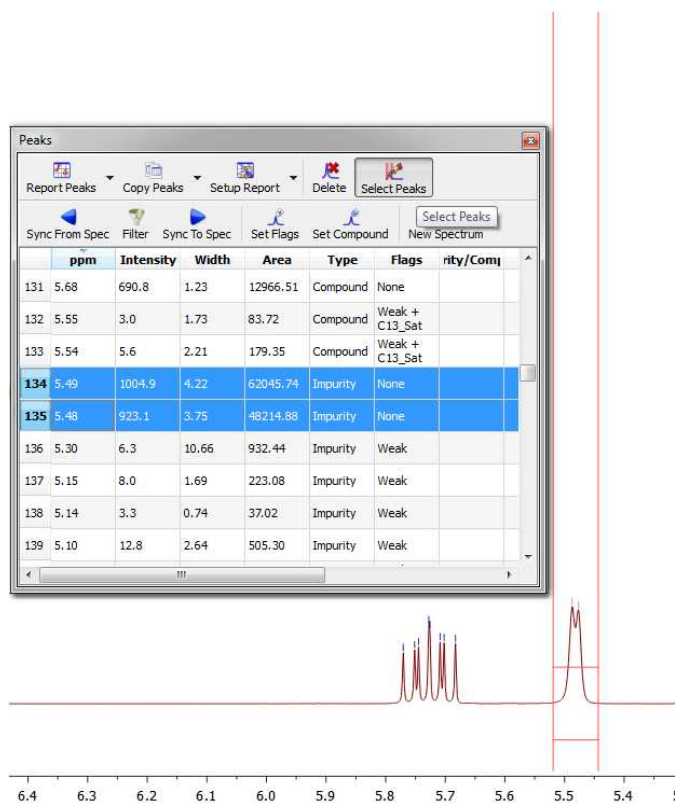 Peaks
Report Peaks Copy Peaks Setup Report Delete Select Peaks
Select Peaks
Sync From Spec Filter Sync To Spec Set Flags Set Compound New Spectrum
ppm Intensity Width Area Type Flags rity/Comp
131 5.68 690.8 1.23 12966.51 Compound None
132 5.55 3.0 1.73 83.72 Compound Weak + C13_Sat
133 5.54 5.6 2.21 179.35 Compound Weak + C13_Sat
134 5.49 1004.9 4.22 62045.74 Impurity None
135 5.48 923.1 3.75 48214.88 Impurity None
136 5.30 6.3 10.66 932.44 Impurity Weak
137 5.15 8.0 1.69 223.08 Impurity Weak
138 5.14 3.3 0.74 37.02 Impurity Weak
139 5.10 12.8 2.64 505.30 Impurity Weak
6.4 6.3 6.2 6.1 6.0 5.9 5.8 5.7 5.6 5.5 5.4